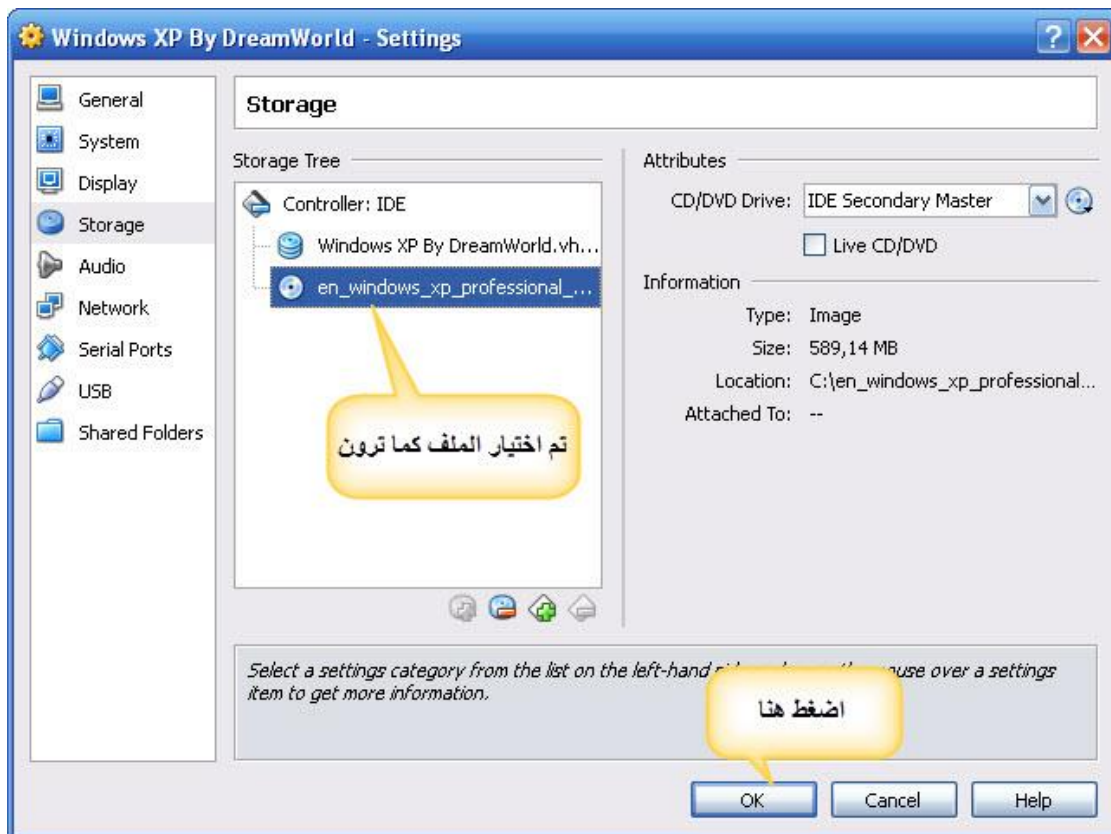 Windows XP By DreamWorld - Settings
General
System
Display
Storage
Audio
Network
Serial Ports
USB
Shared Folders
Storage
Storage Tree
Controller: IDE
Windows XP By DreamWorld.vh...
en_windows_xp_professional_...
تم اختيار الملف كما ترون
Attributes
CD/DVD Drive: IDE Secondary Master
Live CD/DVD
Information
Type: Image
Size: 589,14 MB
Location: C:\en_windows_xp_professional...
Attached To: --
Select a settings category from the list on the left-hand over a settings
item to get more information.
اضغط هنا
OK Cancel Help